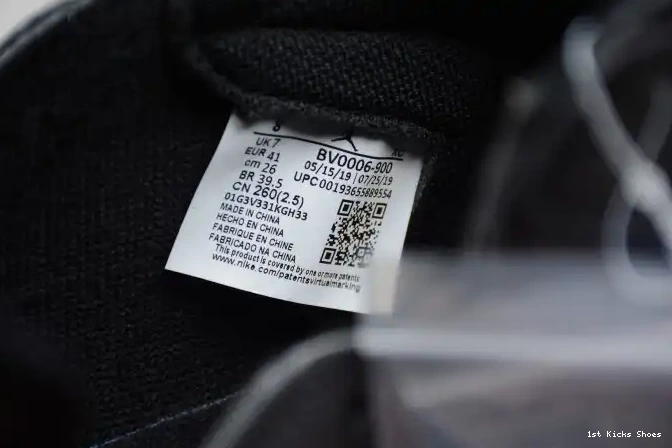 8
UK 7
EUR 41
cm 26
BR 39.5
CN 260(2.5)
01G3V331KGH33
MADE IN CHINA
HECHO EN CHINA
FABRIQUE EN CHINE
FABRICADO NA CHINA
BV0006-900
05/15/19 | 07/25/19
UPC00193655889554
This product is covered by one or more patents
www.nike.com/patentsvirtualmarking
1st Kicks Shoes